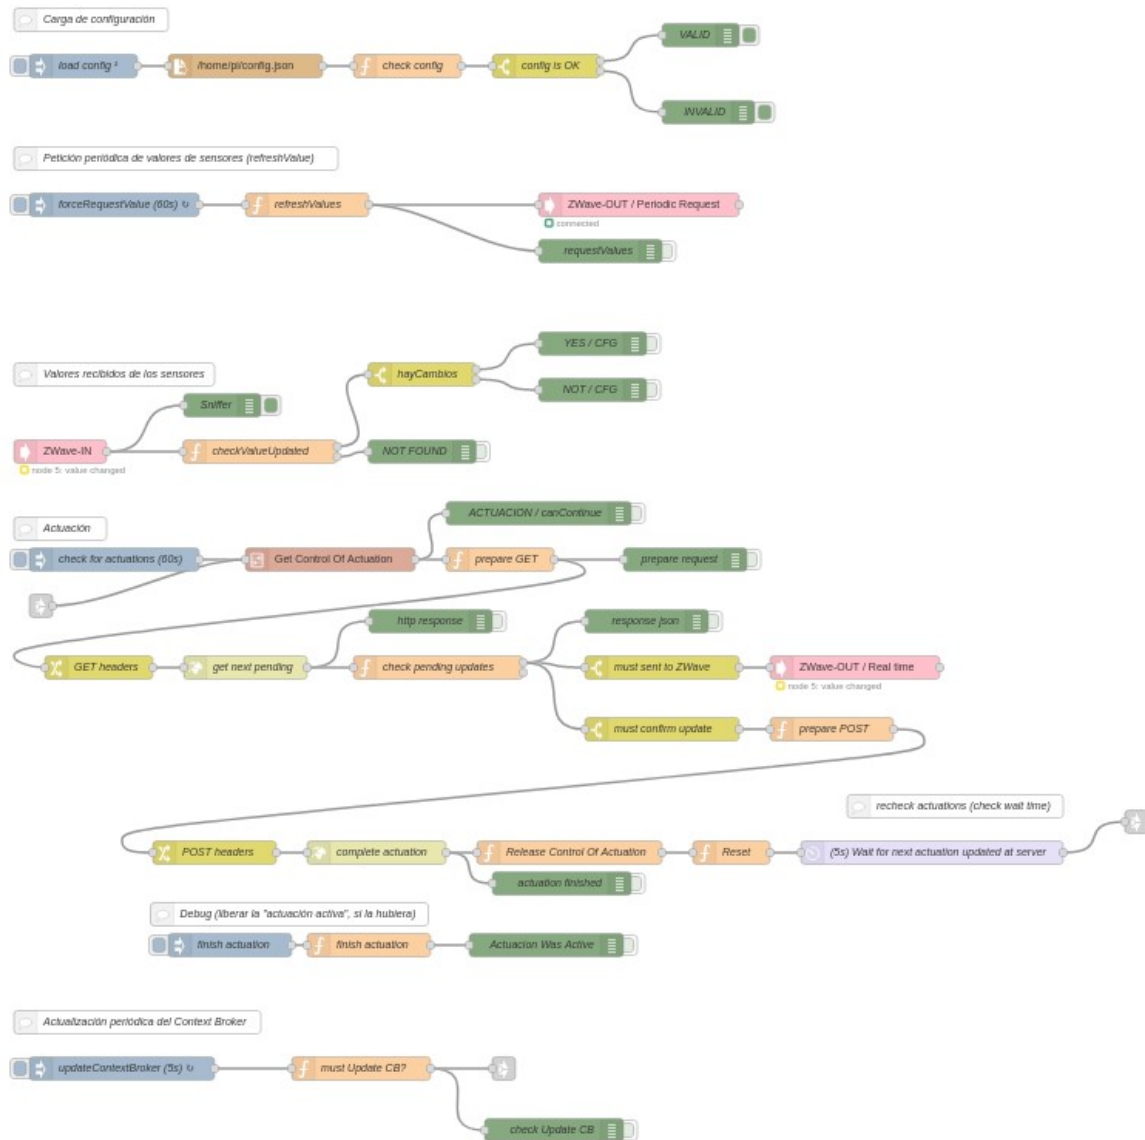 Carga de configuración
VALID
load config ¹
/home/pi/config.json
check config
config is OK
INVALID
Petición periódica de valores de sensores (refreshValue)
forceRequestValue (60s) ↻
refreshValues
ZWave-OUT / Periodic Request
connected
requestValues
YES / CFG
Valores recibidos de los sensores
hayCambios
NOT / CFG
Sniffer
ZWave-IN
checkValueUpdated
NOT FOUND
node 5: value changed
ACTUACION / canContinue
Actuación
check for actuations (60s)
Get Control Of Actuation
prepare GET
prepare request
http response
response json
GET headers
get next pending
check pending updates
must sent to ZWave
ZWave-OUT / Real time
node 5: value changed
must confirm update
prepare POST
recheck actuations (check wait time)
POST headers
complete actuation
Release Control Of Actuation
Reset
(5s) Wait for next actuation updated at server
actuation finished
Debug (liberar la "actuación activa", si la hubiera)
finish actuation
finish actuation
Actuacion Was Active
Actualización periódica del Context Broker
updateContextBroker (5s) ↻
must Update CB?
check Update CB